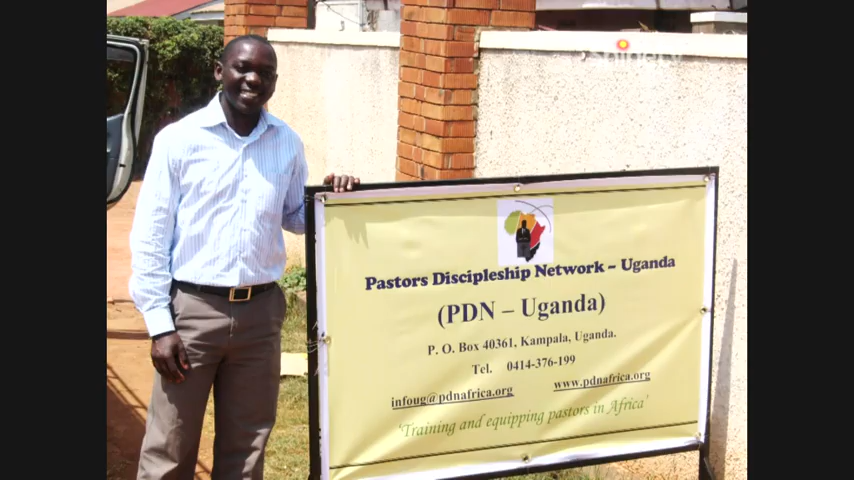 Pastors Discipleship Network – Uganda
(PDN – Uganda)
P. O. Box 40361, Kampala, Uganda.
Tel. 0414-376-199
infoug@pdnafrica.org www.pdnafrica.org
'Training and equipping pastors in Africa'